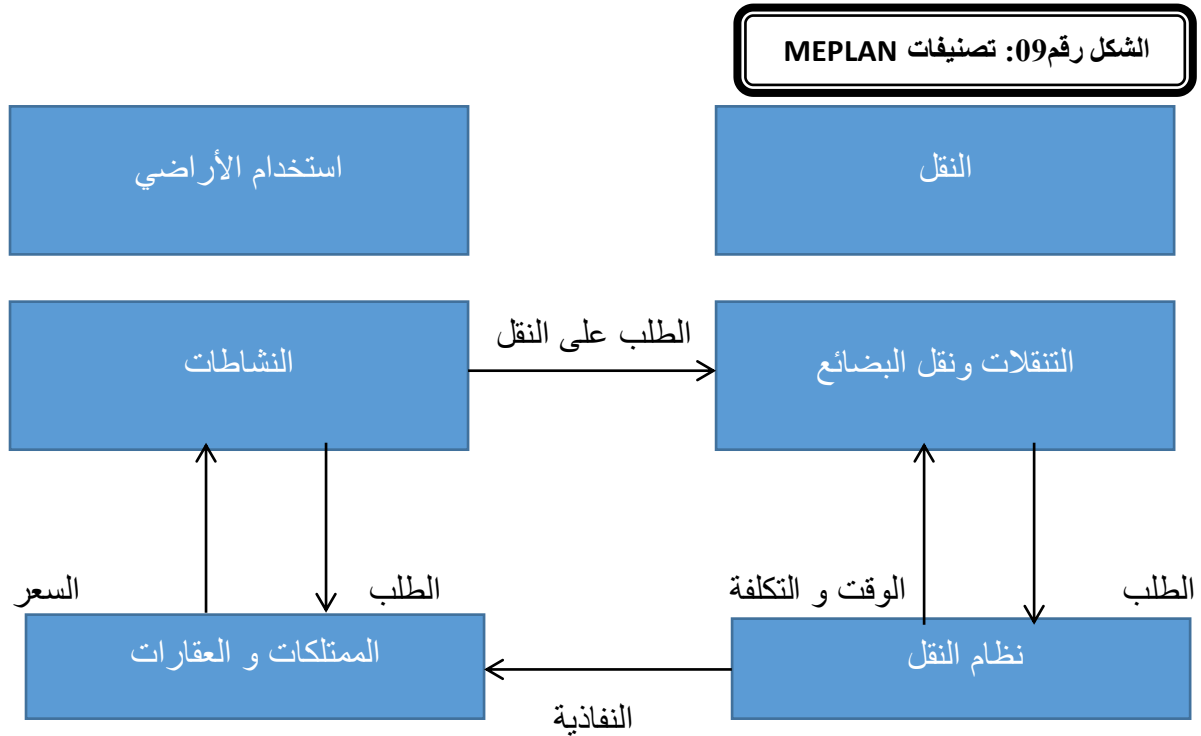 الشكل رقم09: تصنيفات MEPLAN
النقل
استخدام الأراضي
الطلب على النقل
التنقلات ونقل البضائع
النشاطات
الطلب
الوقت و التكلفة
الطلب
السعر
نظام النقل
الممتلكات و العقارات
النفاذية